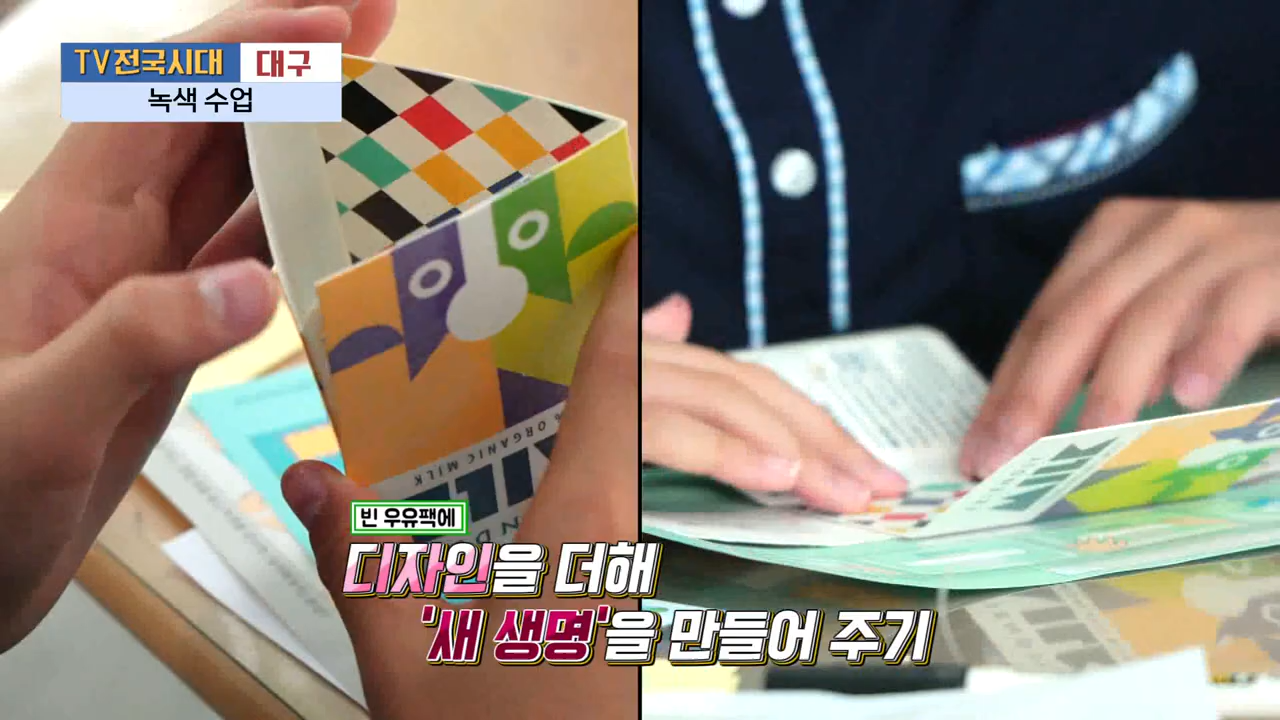 TV전국시대 대구
녹색 수업
ORGANIC MILK
빈 우유팩에
디자인을 더해
'새 생명'을 만들어 주기